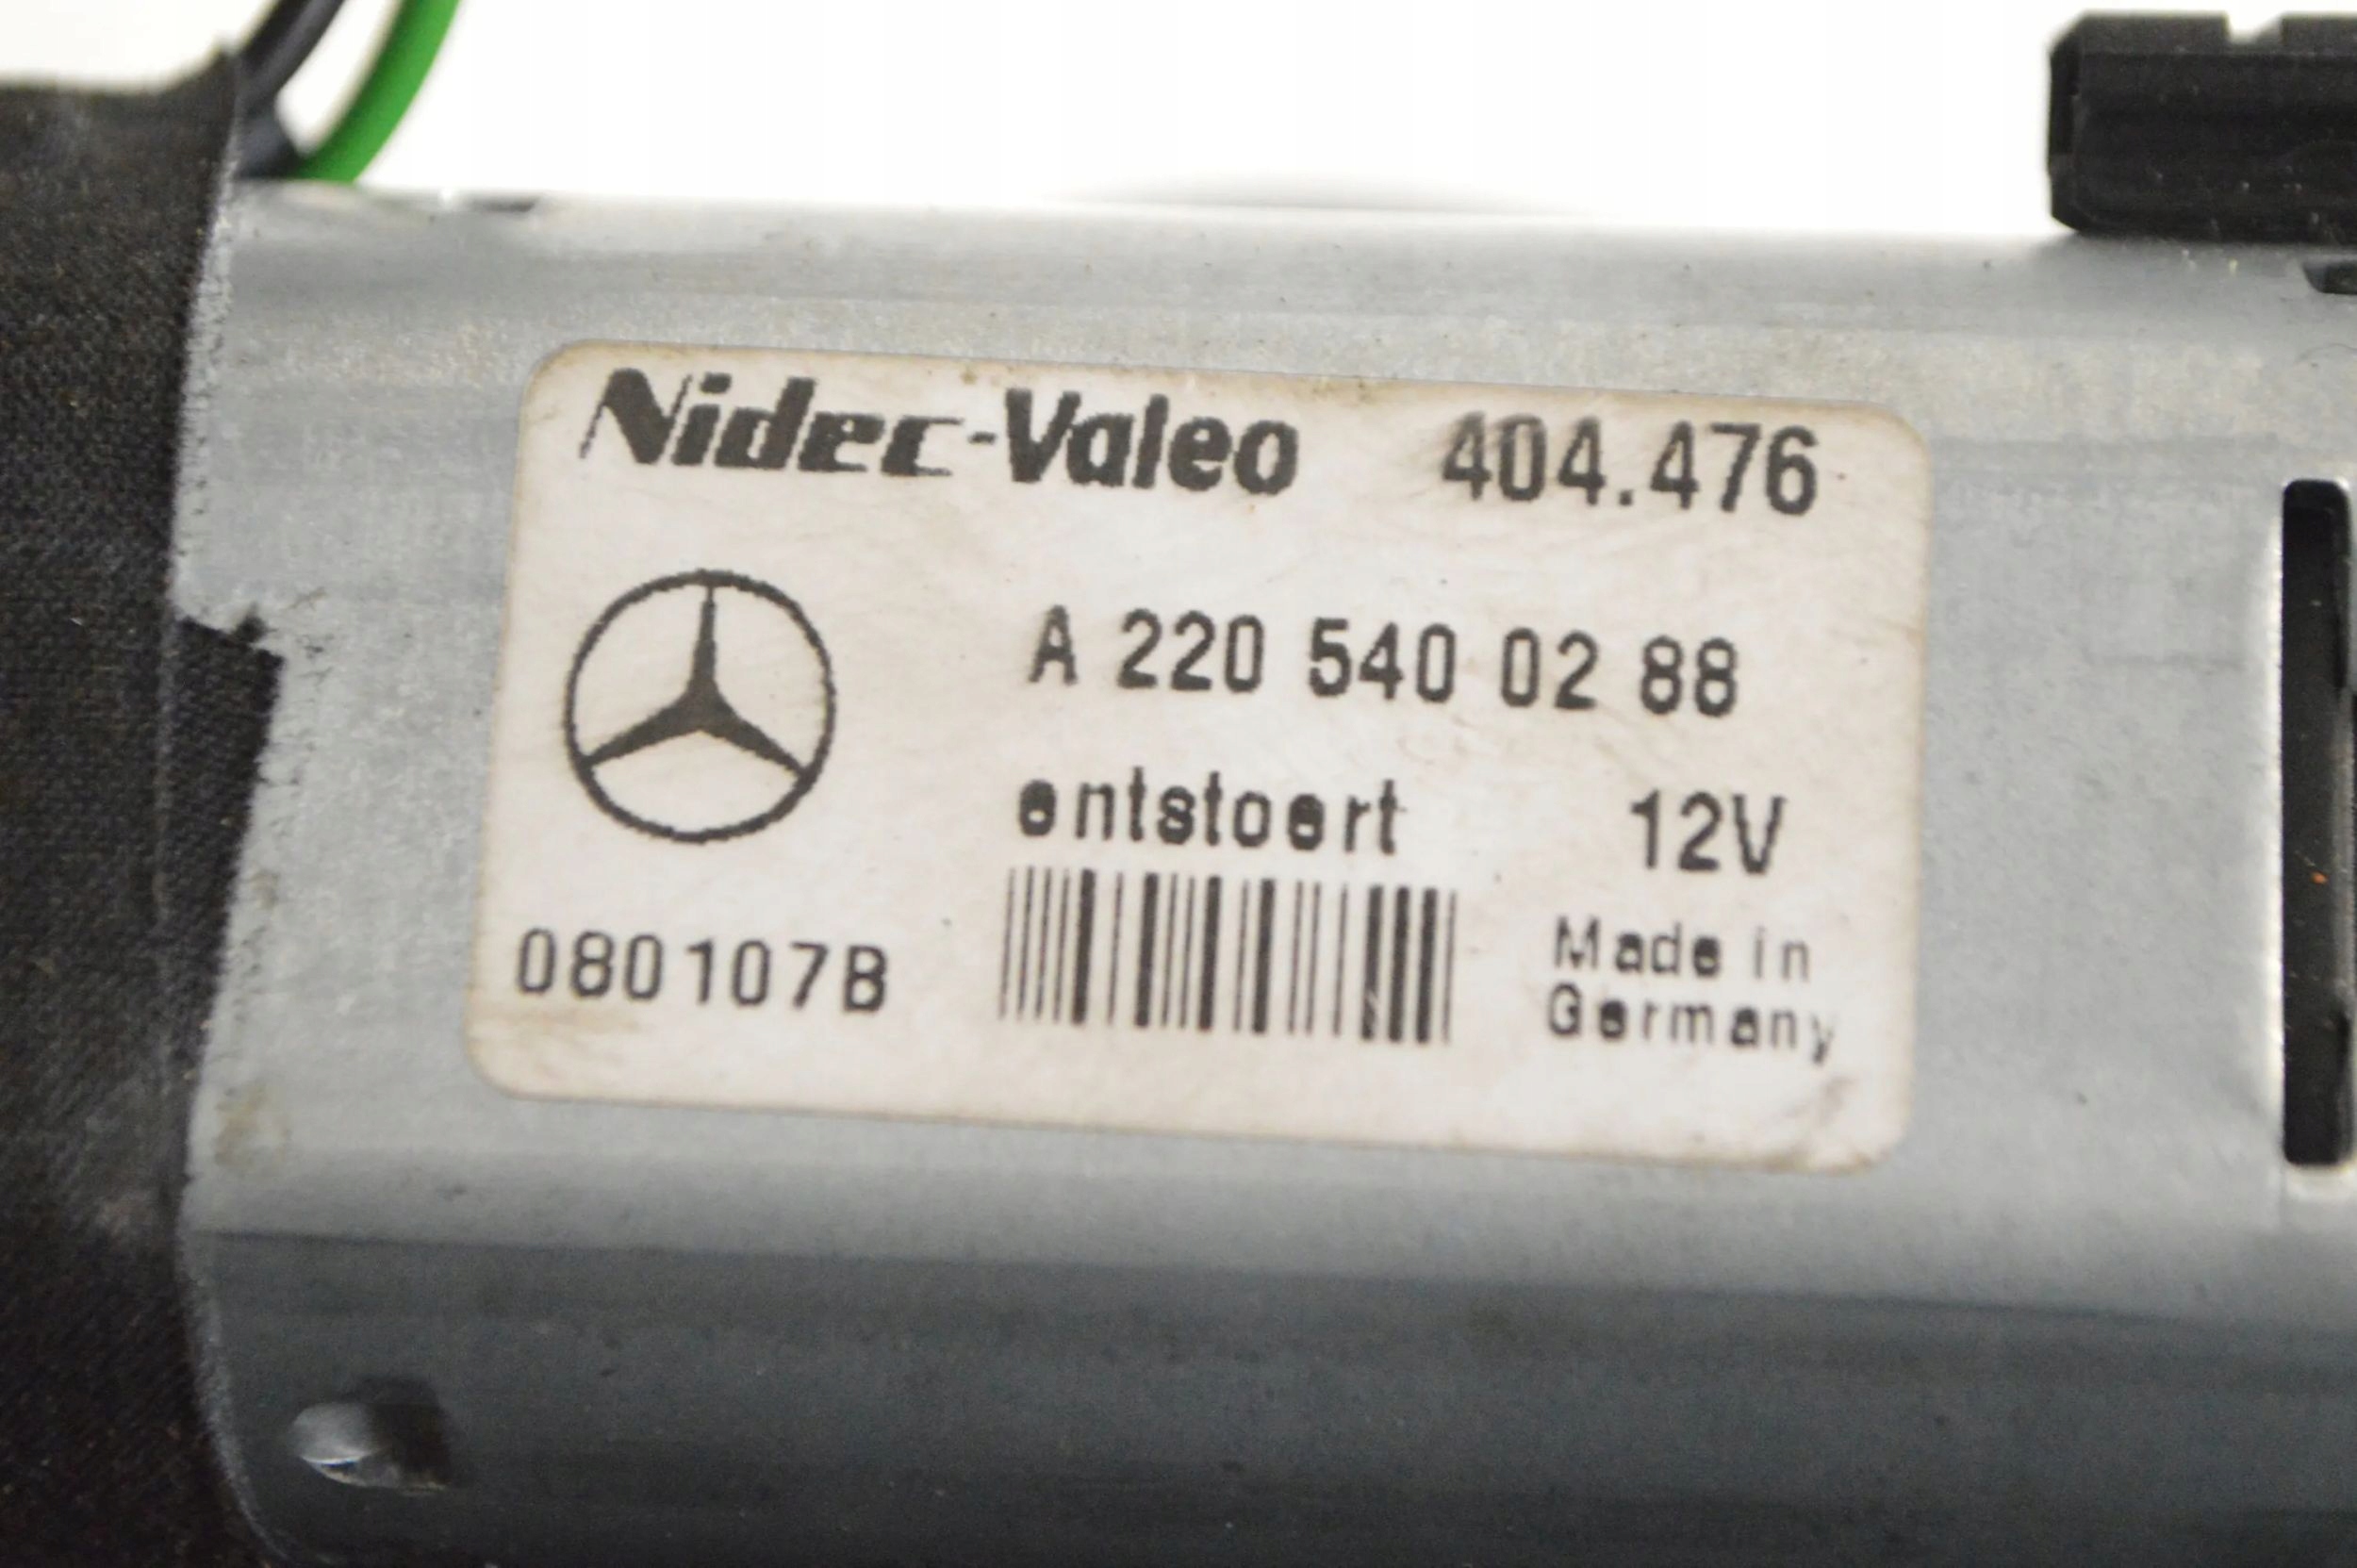 Nidec-Valeo 404.476
A 220 540 02 88
entstoert 12V
080107B
Made in
Germany